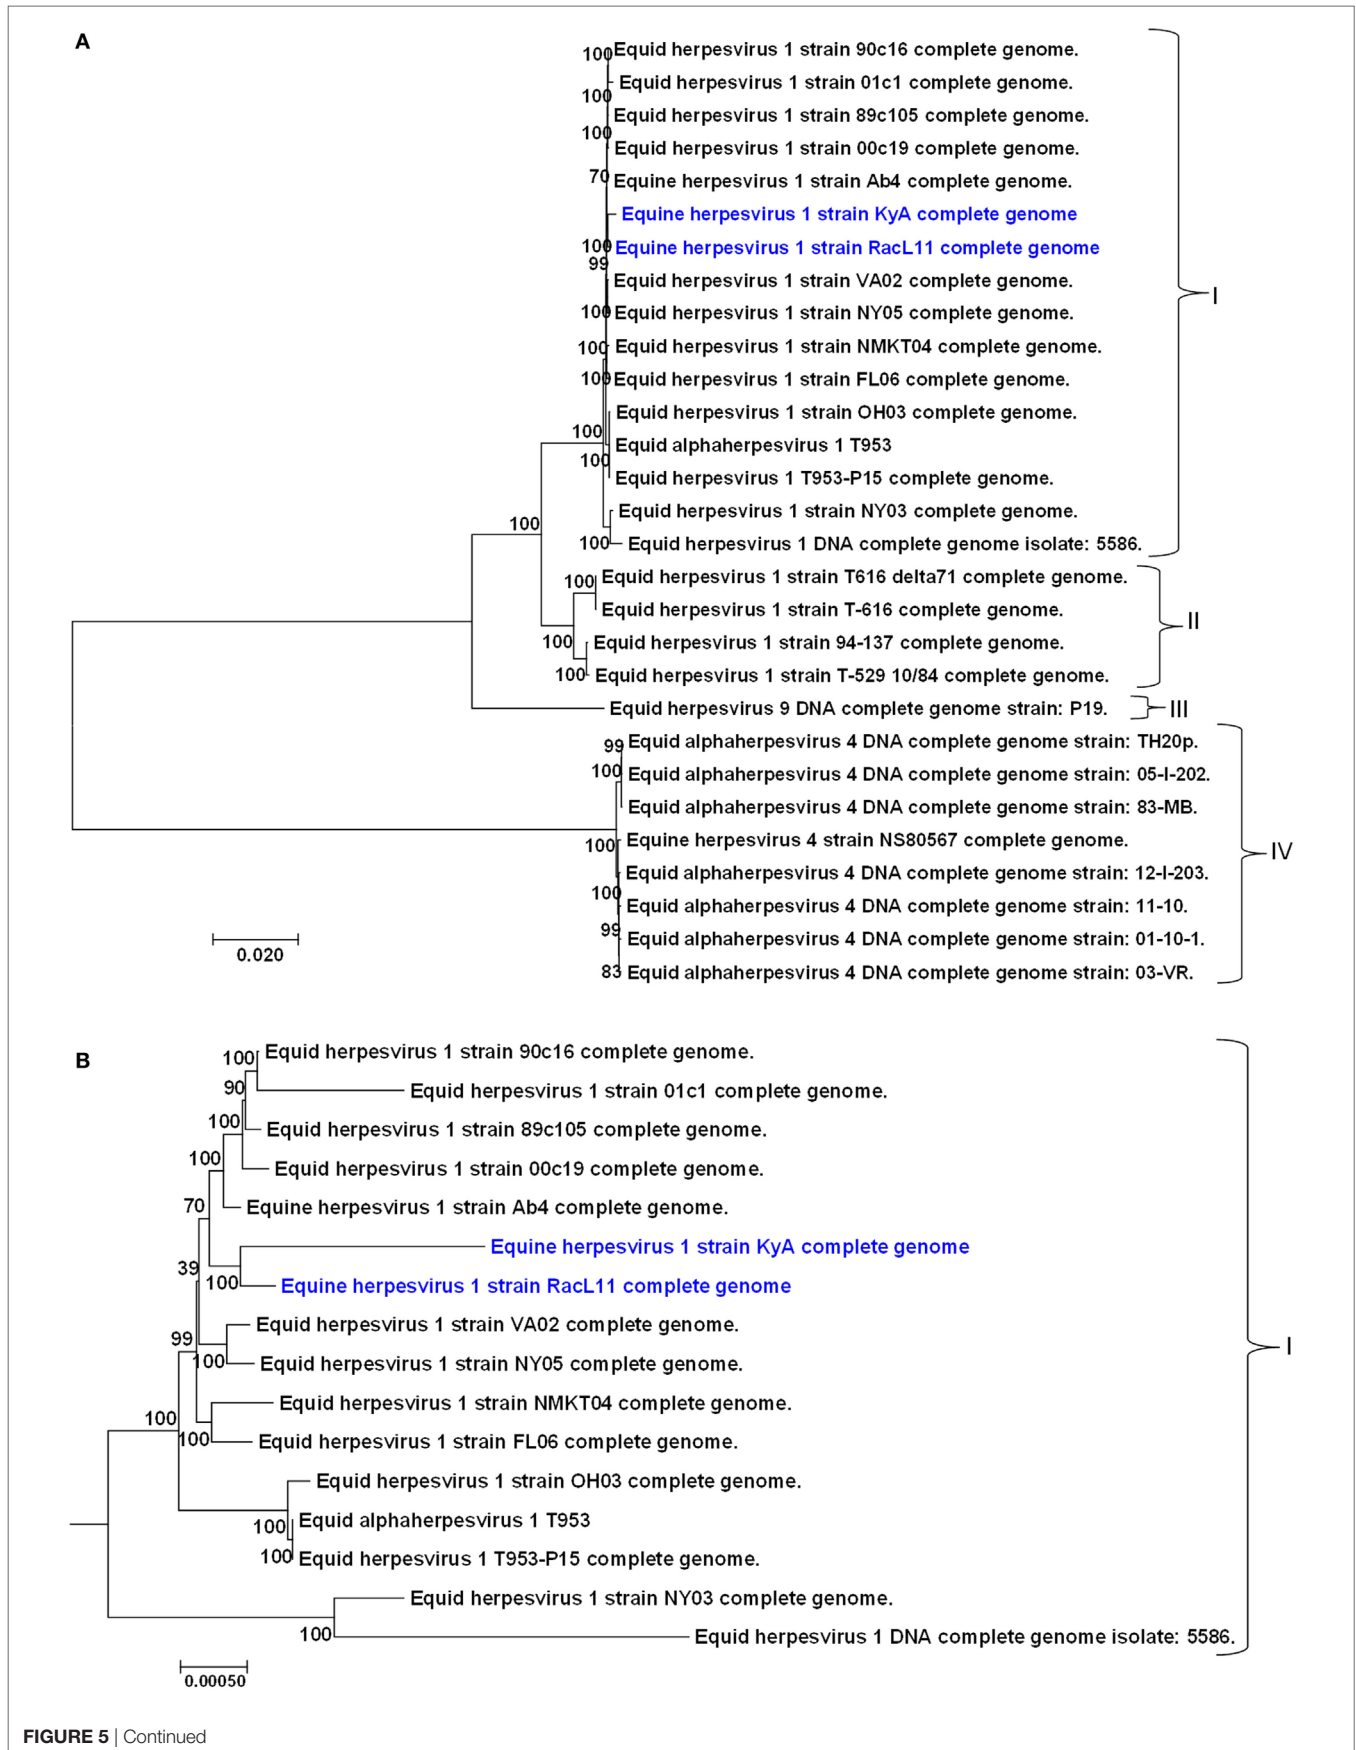 A
100 Equid herpesvirus 1 strain 90c16 complete genome.
Equid herpesvirus 1 strain 01c1 complete genome.
100
Equid herpesvirus 1 strain 89c105 complete genome.
100
Equid herpesvirus 1 strain 00c19 complete genome.
70 Equine herpesvirus 1 strain Ab4 complete genome.
Equine herpesvirus 1 strain KyA complete genome
100 Equine herpesvirus 1 strain RacL11 complete genome
99
Equid herpesvirus 1 strain VA02 complete genome.
I
100 Equid herpesvirus 1 strain NY05 complete genome.
100 Equid herpesvirus 1 strain NMKT04 complete genome.
100 Equid herpesvirus 1 strain FL06 complete genome.
Equid herpesvirus 1 strain OH03 complete genome.
100
Equid alphaherpesvirus 1 T953
100
Equid herpesvirus 1 T953-P15 complete genome.
Equid herpesvirus 1 strain NY03 complete genome.
100
100 Equid herpesvirus 1 DNA complete genome isolate: 5586.
100 Equid herpesvirus 1 strain T616 delta71 complete genome.
Equid herpesvirus 1 strain T-616 complete genome.
II
100 Equid herpesvirus 1 strain 94-137 complete genome.
100 Equid herpesvirus 1 strain T-529 10/84 complete genome.
Equid herpesvirus 9 DNA complete genome strain: P19. III
99 Equid alphaherpesvirus 4 DNA complete genome strain: TH20p.
100 Equid alphaherpesvirus 4 DNA complete genome strain: 05-I-202.
Equid alphaherpesvirus 4 DNA complete genome strain: 83-MB.
100 Equine herpesvirus 4 strain NS80567 complete genome.
IV
Equid alphaherpesvirus 4 DNA complete genome strain: 12-I-203.
100
Equid alphaherpesvirus 4 DNA complete genome strain: 11-10.
99 Equid alphaherpesvirus 4 DNA complete genome strain: 01-10-1.
0.020
83 Equid alphaherpesvirus 4 DNA complete genome strain: 03-VR.
B
100 Equid herpesvirus 1 strain 90c16 complete genome.
90 Equid herpesvirus 1 strain 01c1 complete genome.
100 Equid herpesvirus 1 strain 89c105 complete genome.
100 Equid herpesvirus 1 strain 00c19 complete genome.
70 Equine herpesvirus 1 strain Ab4 complete genome.
Equine herpesvirus 1 strain KyA complete genome
39
100 Equine herpesvirus 1 strain RacL11 complete genome
Equid herpesvirus 1 strain VA02 complete genome.
99
I
100 Equid herpesvirus 1 strain NY05 complete genome.
Equid herpesvirus 1 strain NMKT04 complete genome.
100
100 Equid herpesvirus 1 strain FL06 complete genome.
Equid herpesvirus 1 strain OH03 complete genome.
100 Equid alphaherpesvirus 1 T953
100 Equid herpesvirus 1 T953-P15 complete genome.
Equid herpesvirus 1 strain NY03 complete genome.
100 Equid herpesvirus 1 DNA complete genome isolate: 5586.
0.00050
FIGURE 5 | Continued